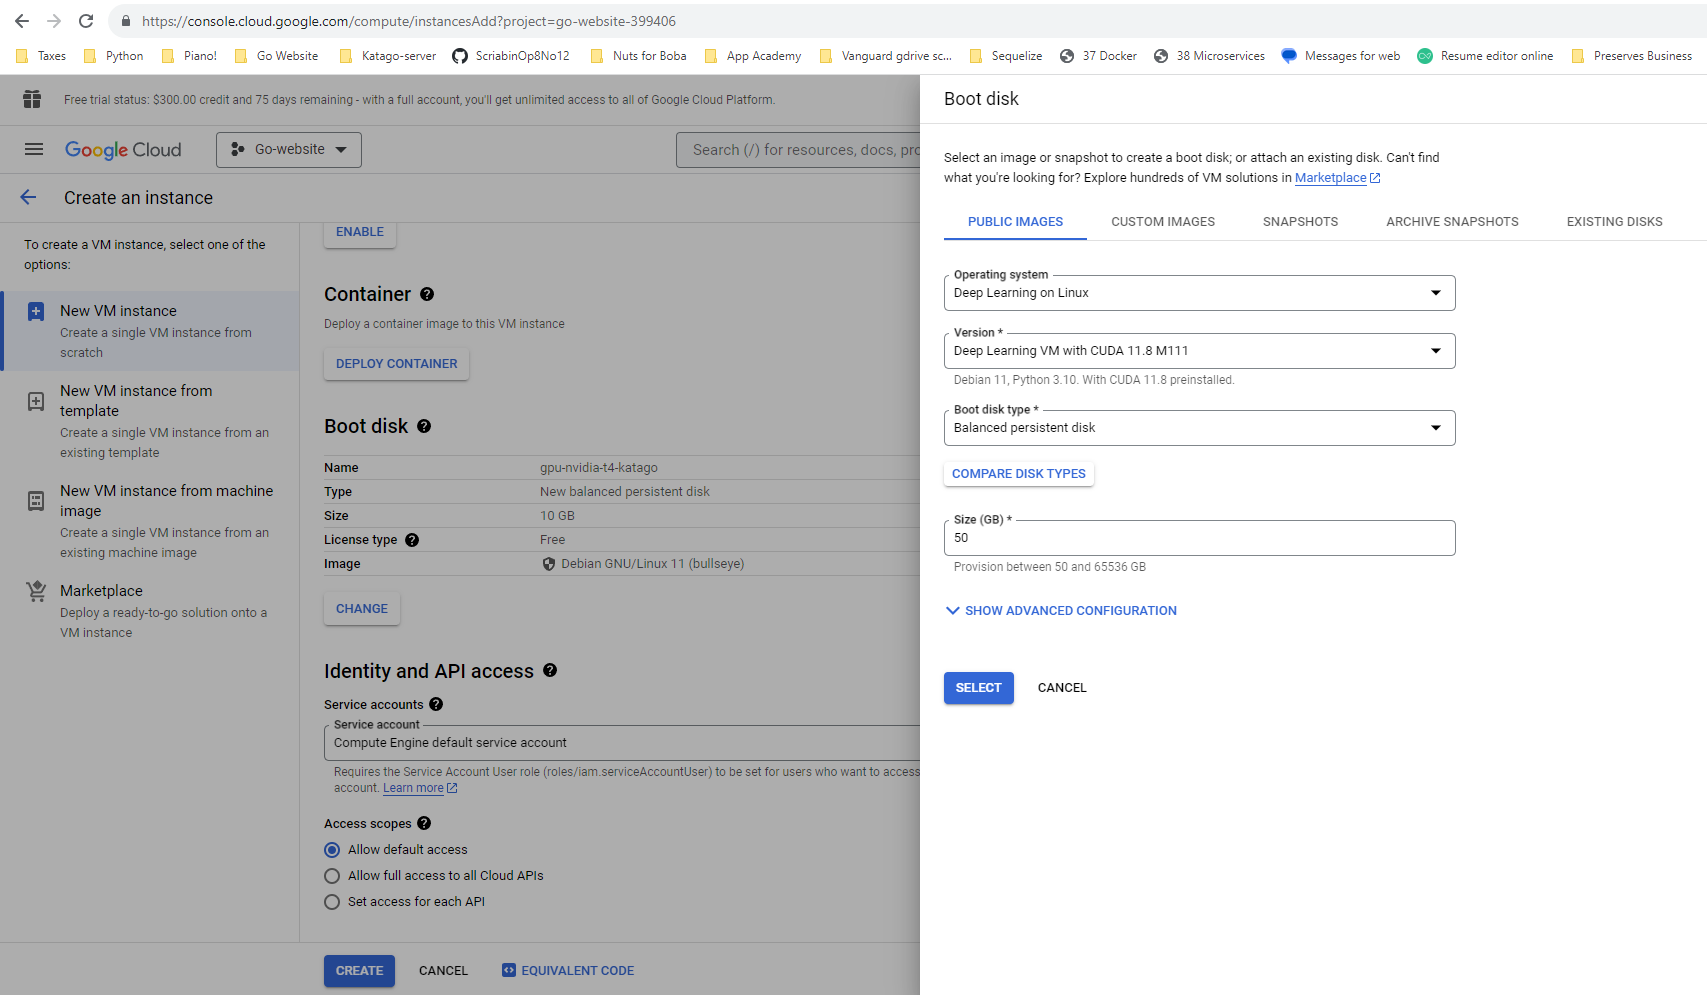 https://console.cloud.google.com/compute/instancesAdd?project=go-website-399406
Taxes Python Piano! Go Website Katago-server ScriabinOp8No12 Nuts for Boba App Academy Vanguard gdrive sc... Sequelize 37 Docker 38 Microservices Messages for web Resume editor online Preserves Business
Free trial status: $300.00 credit and 75 days remaining - with a full account, you'll get unlimited access to all of Google Cloud Platform.
Google Cloud
Go-website
Search (/) for resources, docs, pro
Create an instance
To create a VM instance, select one of the
options:
New VM instance
Create a single VM instance from
scratch
New VM instance from
template
Create a single VM instance from an
existing template
New VM instance from machine
image
Create a single VM instance from an
existing machine image
Marketplace
Deploy a ready-to-go solution onto a
VM instance
ENABLE
Container
Deploy a container image to this VM instance
DEPLOY CONTAINER
Boot disk
Name gpu-nvidia-t4-katago
Type New balanced persistent disk
Size 10 GB
License type Free
Image Debian GNU/Linux 11 (bullseye)
CHANGE
Identity and API access
Service accounts
Service account
Compute Engine default service account
Requires the Service Account User role (roles/iam.serviceAccountUser) to be set for users who want to access
account. Learn more
Access scopes
Allow default access
Allow full access to all Cloud APIs
Set access for each API
CREATE CANCEL EQUIVALENT CODE
Boot disk
Select an image or snapshot to create a boot disk; or attach an existing disk. Can't find
what you're looking for? Explore hundreds of VM solutions in Marketplace
PUBLIC IMAGES CUSTOM IMAGES SNAPSHOTS ARCHIVE SNAPSHOTS EXISTING DISKS
Operating system
Deep Learning on Linux
Version *
Deep Learning VM with CUDA 11.8 M111
Debian 11, Python 3.10. With CUDA 11.8 preinstalled.
Boot disk type *
Balanced persistent disk
COMPARE DISK TYPES
Size (GB) *
50
Provision between 50 and 65536 GB
SHOW ADVANCED CONFIGURATION
SELECT CANCEL